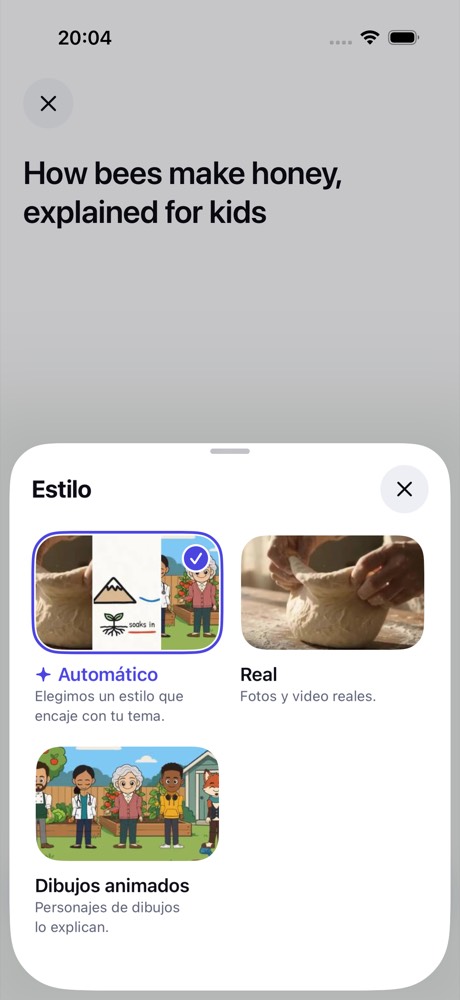 20:04
How bees make honey,
explained for kids
Estilo
soaks in
Automático
Elegimos un estilo que
encaje con tu tema.
Real
Fotos y video reales.
Dibujos animados
Personajes de dibujos
lo explican.